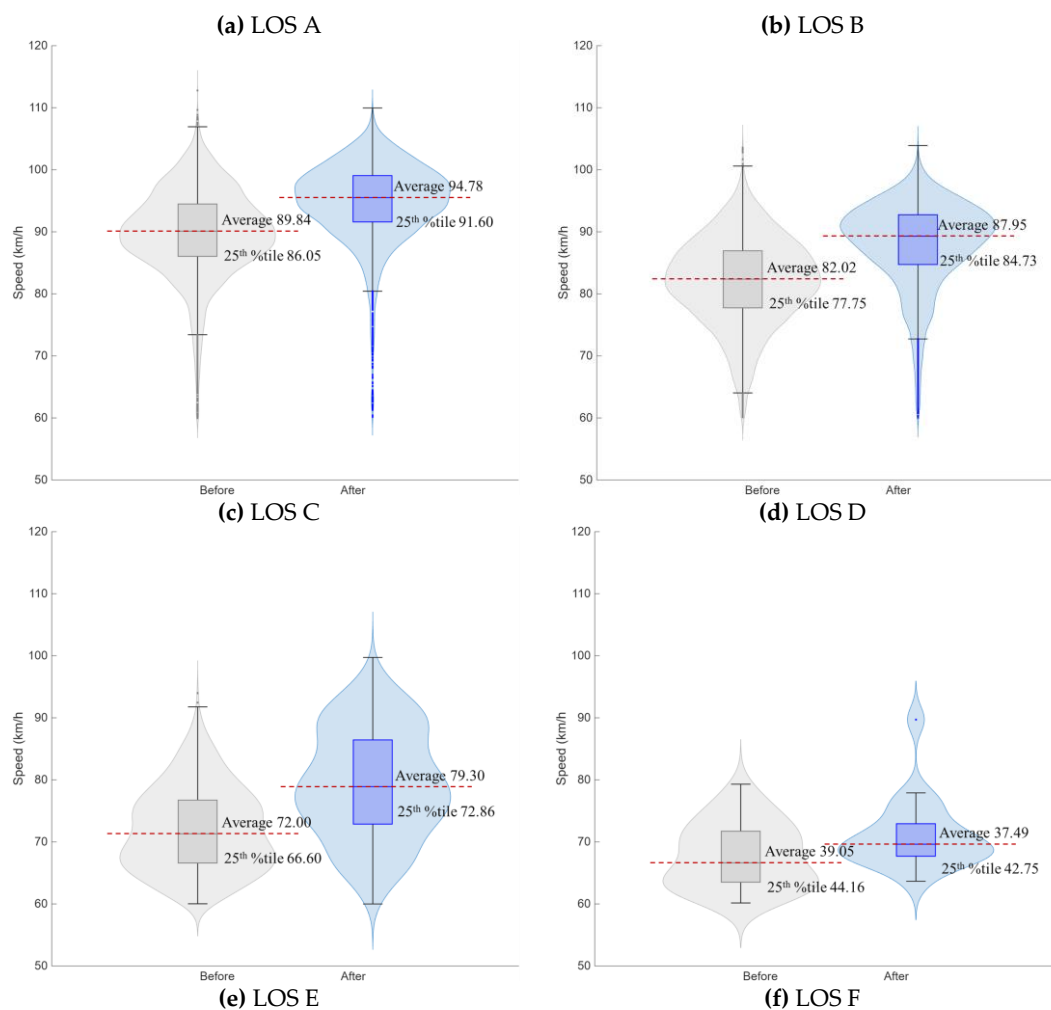 (a) LOS A
(b) LOS B
120
110
100
90
80
70
60
50
Speed (km/h
Average 89.84
25th %tile 86.05
Average 94.78
25th %tile 91.60
Before
After
120
110
100
90
80
70
60
50
Speed (km/h
Average 82.02
25th %tile 77.75
Average 87.95
25th %tile 84.73
Before
After
(c) LOS C
(d) LOS D
120
110
100
90
80
70
60
50
Speed (km/h
Average 72.00
25th %tile 66.60
Average 79.30
25th %tile 72.86
Before
After
120
110
100
90
80
70
60
50
Speed (km/h
Average 39.05
25th %tile 44.16
Average 37.49
25th %tile 42.75
Before
After
(e) LOS E
(f) LOS F